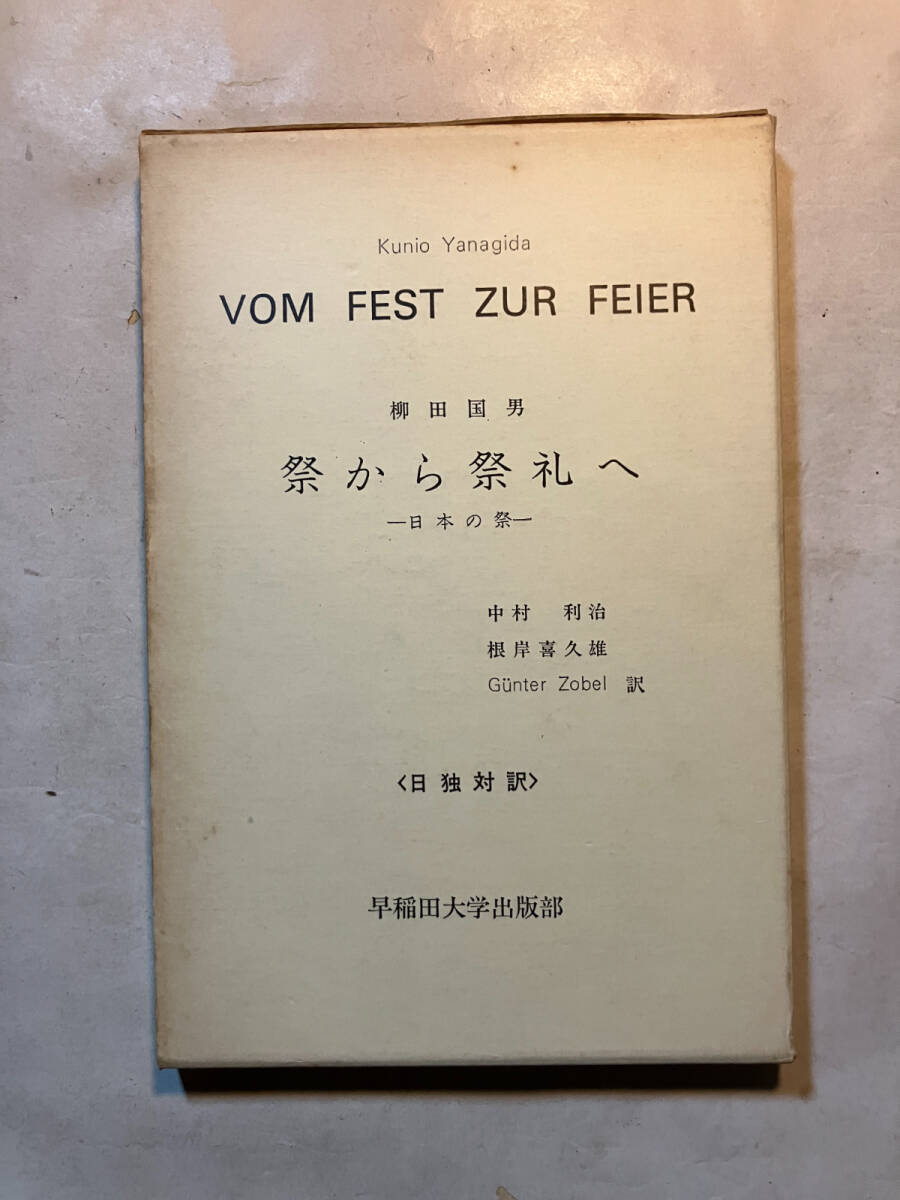 Kunio Yanagida
VOM FEST ZUR FEIER
柳田国男
祭から祭礼へ
―日本の祭―
中村 利治
根岸喜久雄
Günter Zobel 訳
〈日独対訳〉
早稲田大学出版部